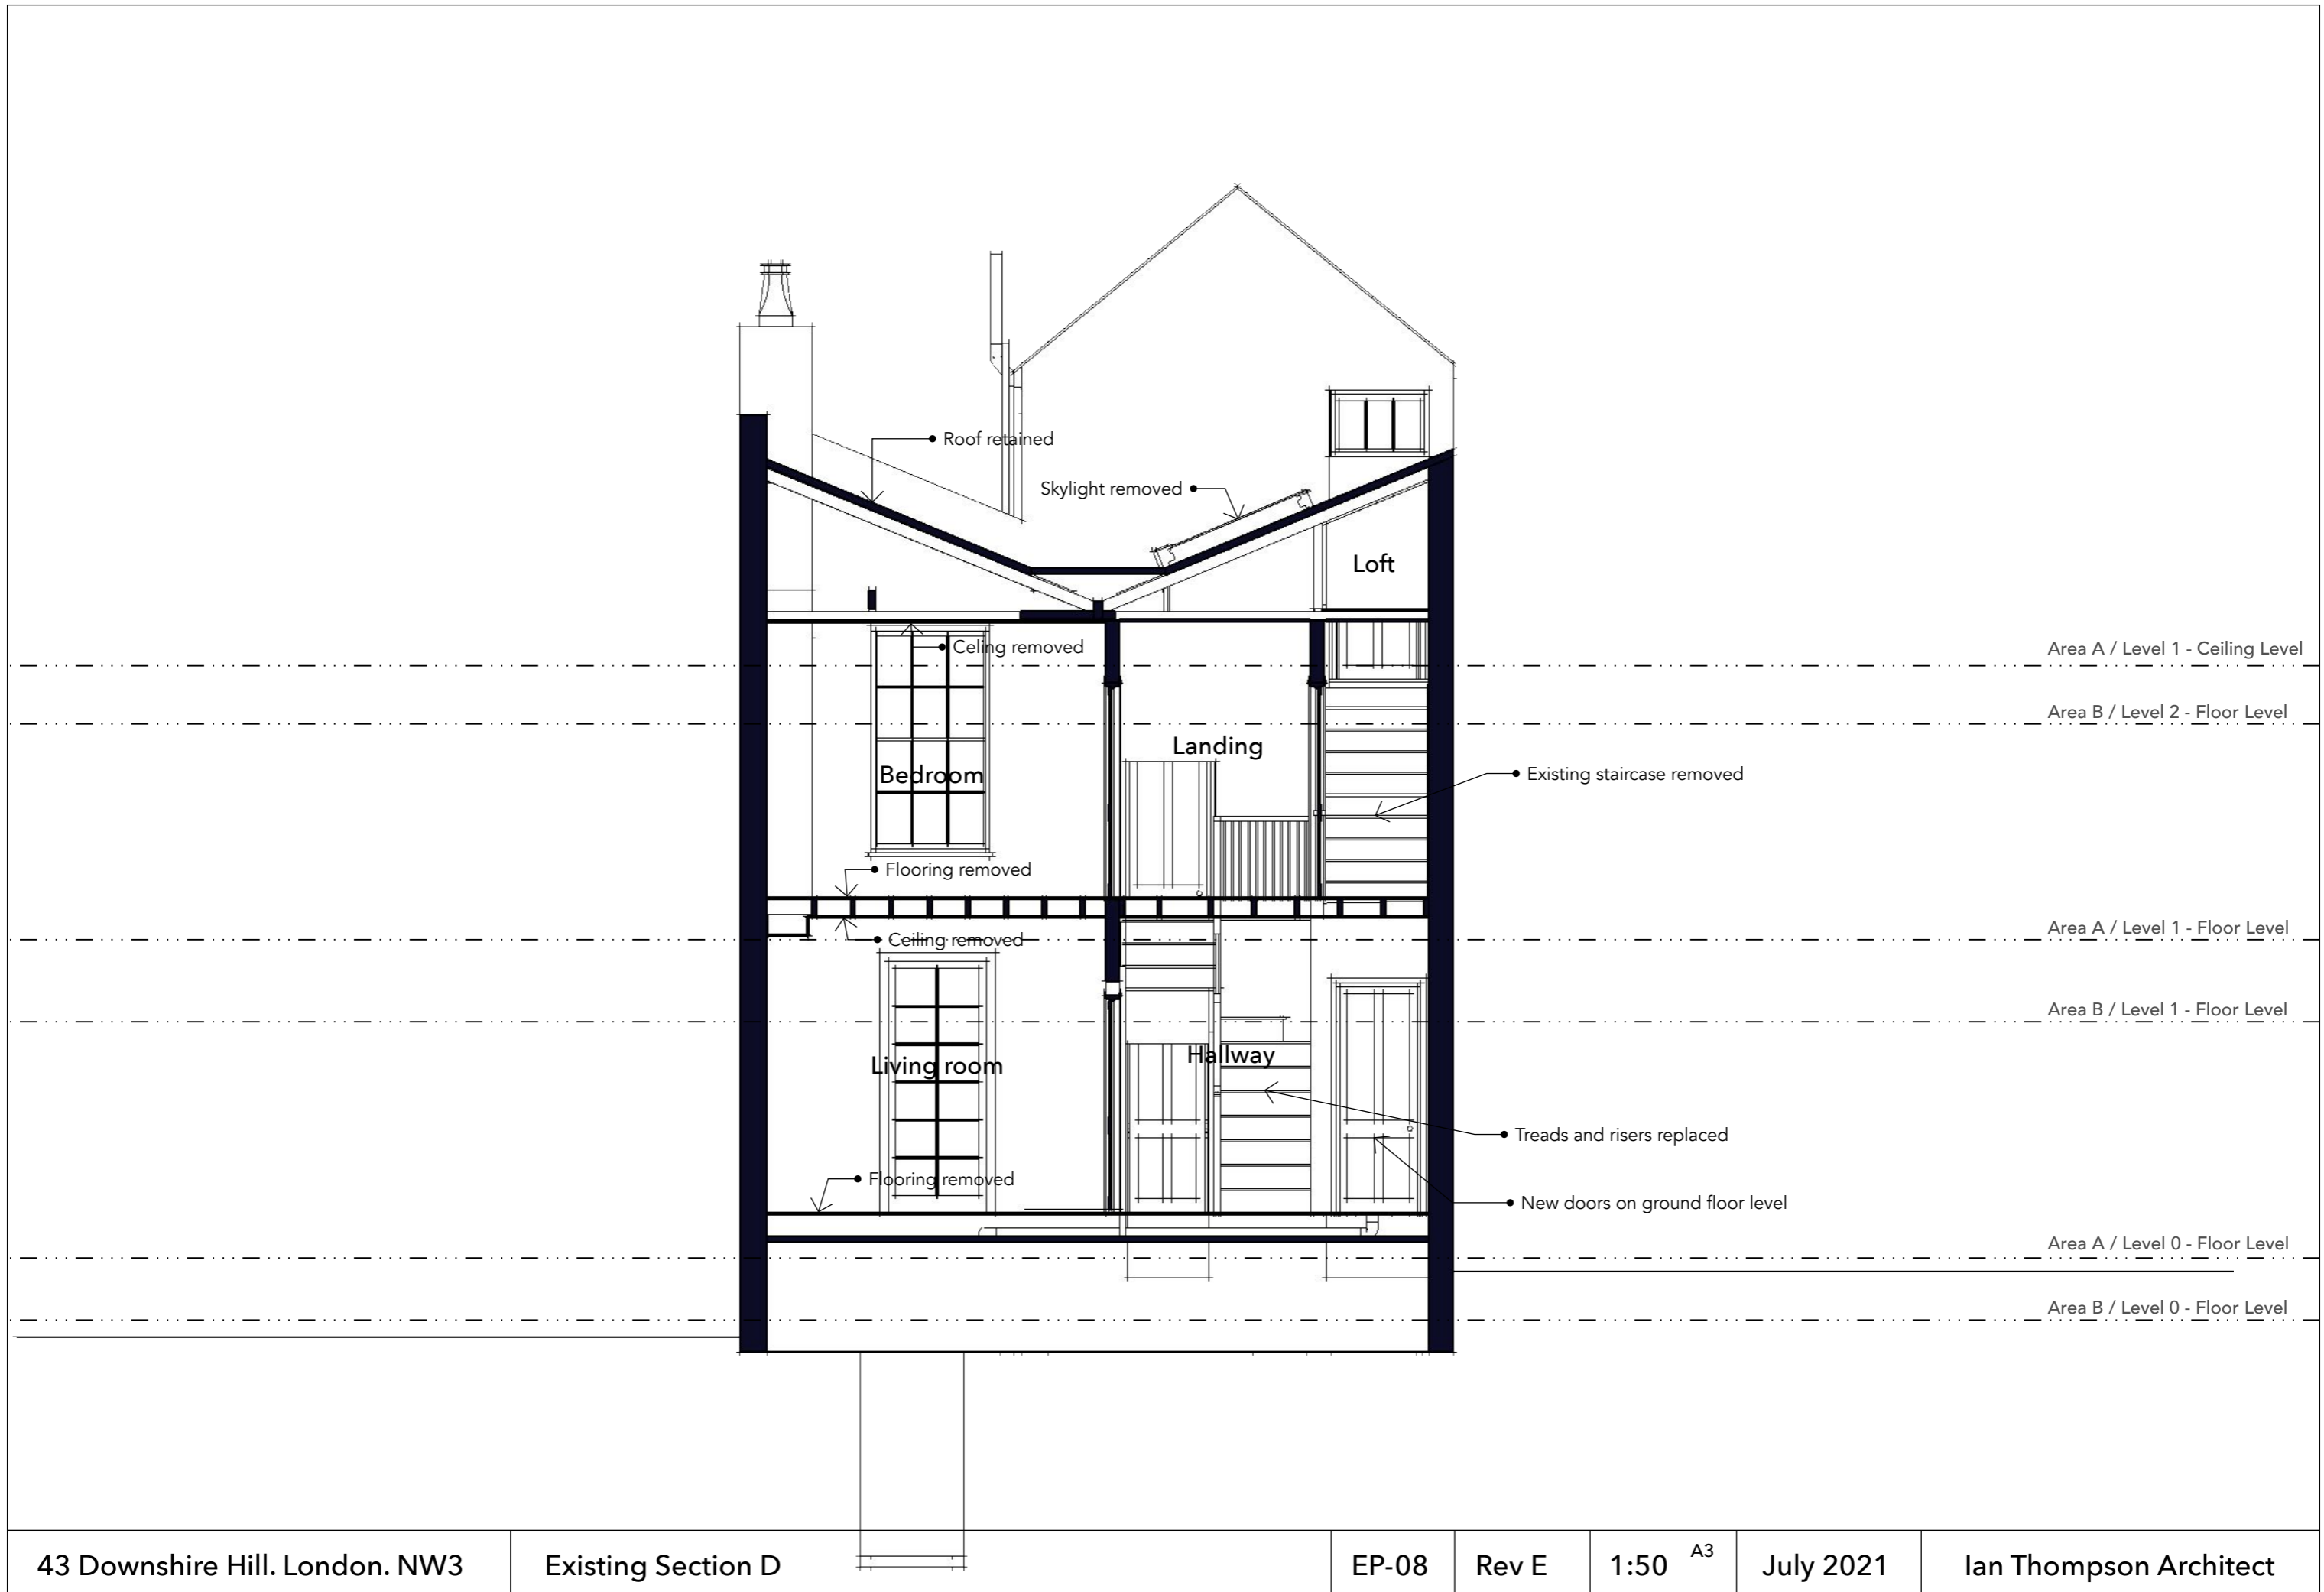 Roof retained
Skylight removed
Loft
Celing removed
Area A / Level 1 - Ceiling Level
Area B / Level 2 - Floor Level
Landing
Bedroom
Existing staircase removed
Flooring removed
Ceiling removed
Area A / Level 1 - Floor Level
Area B / Level 1 - Floor Level
Hallway
Living room
Treads and risers replaced
Flooring removed
New doors on ground floor level
Area A / Level 0 - Floor Level
Area B / Level 0 - Floor Level
43 Downshire Hill. London. NW3
Existing Section D
EP-08
Rev E
1:50 A3
July 2021
Ian Thompson Architect